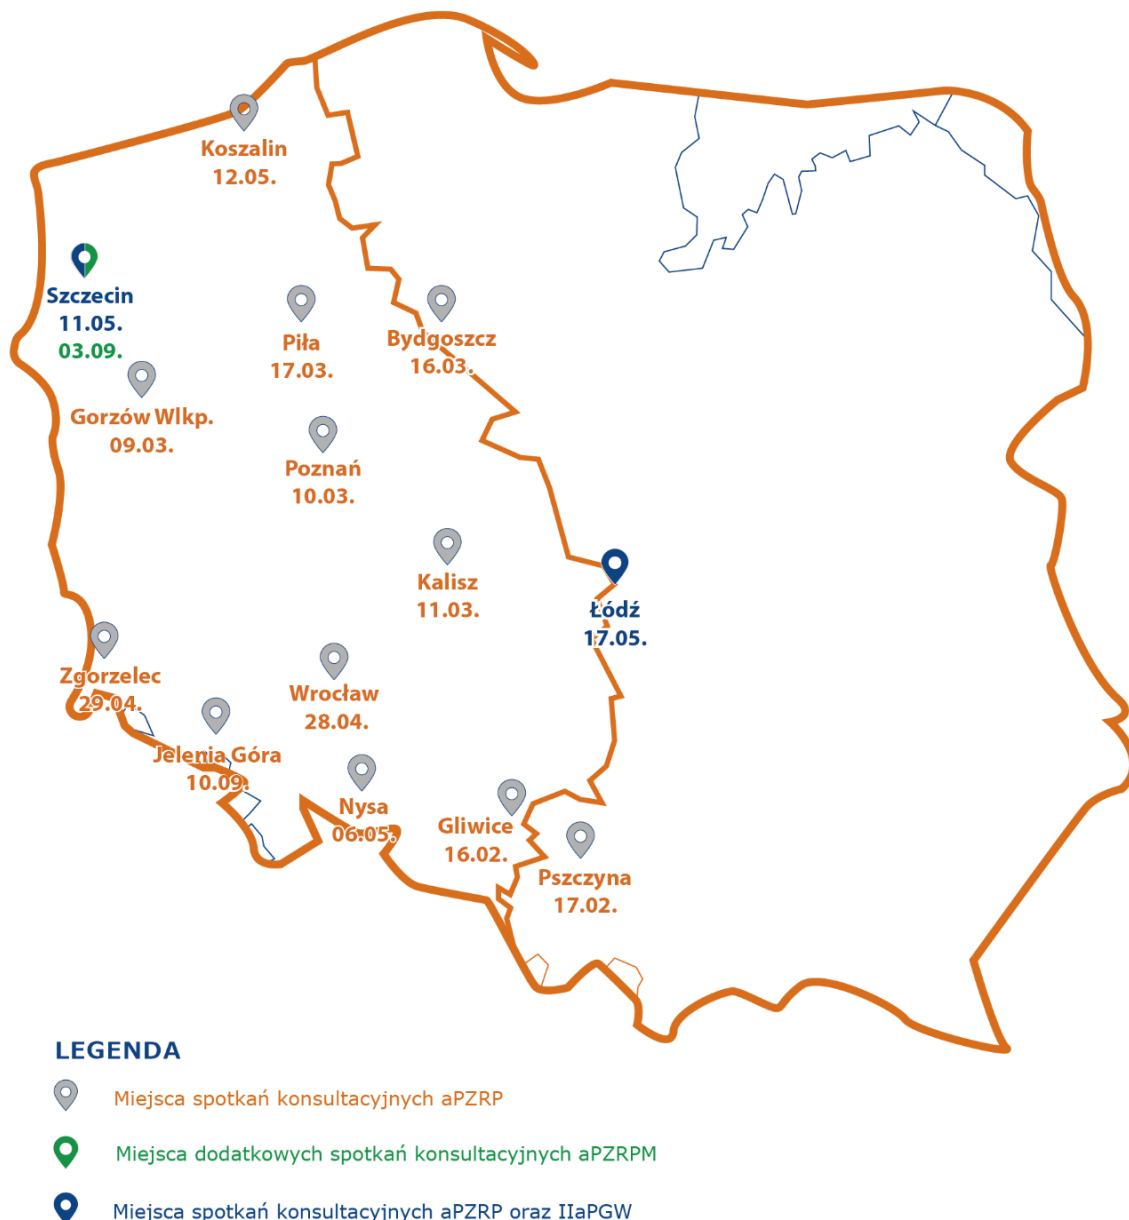 Koszalin
12.05.
Szczecin
11.05.
03.09.
Piła
17.03.
Bydgoszcz
16.03.
Gorzów Wlkp.
09.03.
Poznań
10.03.
Kalisz
11.03.
Łódź
17.05.
Zgorzelec
29.04.
Wrocław
28.04.
Jelenia Góra
10.09.
Nysa
06.05.
Gliwice
16.02.
Pszczyna
17.02.
LEGENDA
Miejsca spotkań konsultacyjnych aPZRP
Miejsca dodatkowych spotkań konsultacyjnych aPZRPM
Miejsca spotkań konsultacyjnych aPZRP oraz IIaPGW